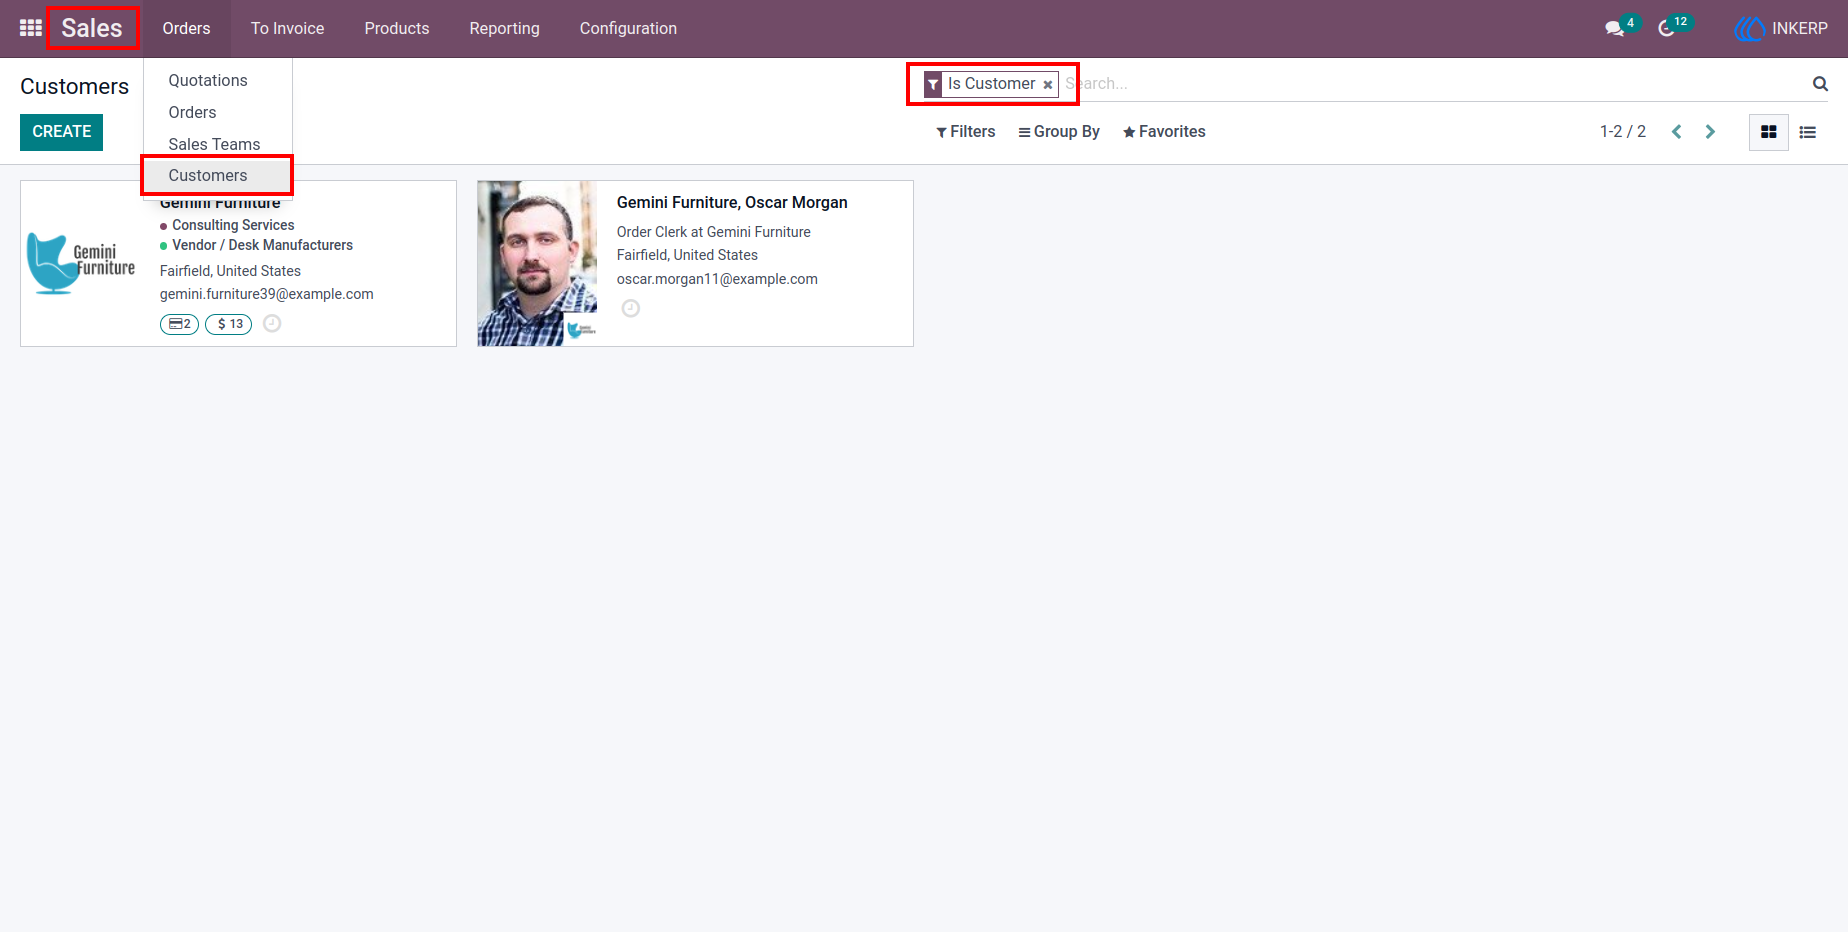 Sales Orders To Invoice Products Reporting Configuration 4 12 INKERP
Customers
Is Customer Search...
CREATE
Filters Group By Favorites 1-2 / 2
Quotations
Orders
Sales Teams
Customers
Gemini Furniture
Consulting Services
Vendor / Desk Manufacturers
Fairfield, United States
gemini.furniture39@example.com
2 $ 13
Gemini
Furniture
Gemini Furniture, Oscar Morgan
Order Clerk at Gemini Furniture
Fairfield, United States
oscar.morgan11@example.com